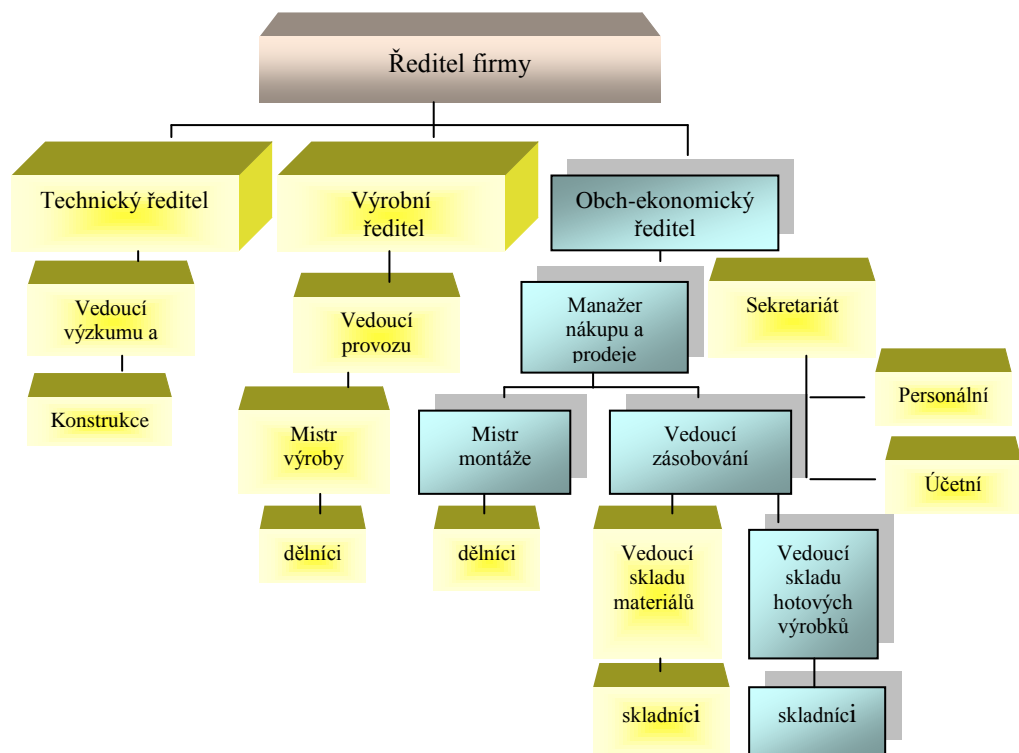 Ředitel firmy
Technický ředitel
Výrobní
ředitel
Obch-ekonomický
ředitel
Vedoucí
výzkumu a
Vedoucí
provozu
Manažer
nákupu a
prodeje
Sekretariát
Konstrukce
Personální
Mistr
výroby
Mistr
montáže
Vedoucí
zásobování
Účetní
dělníci
dělníci
Vedoucí
skladu
materiálů
Vedoucí
skladu
hotových
výrobků
skladníci
skladníci